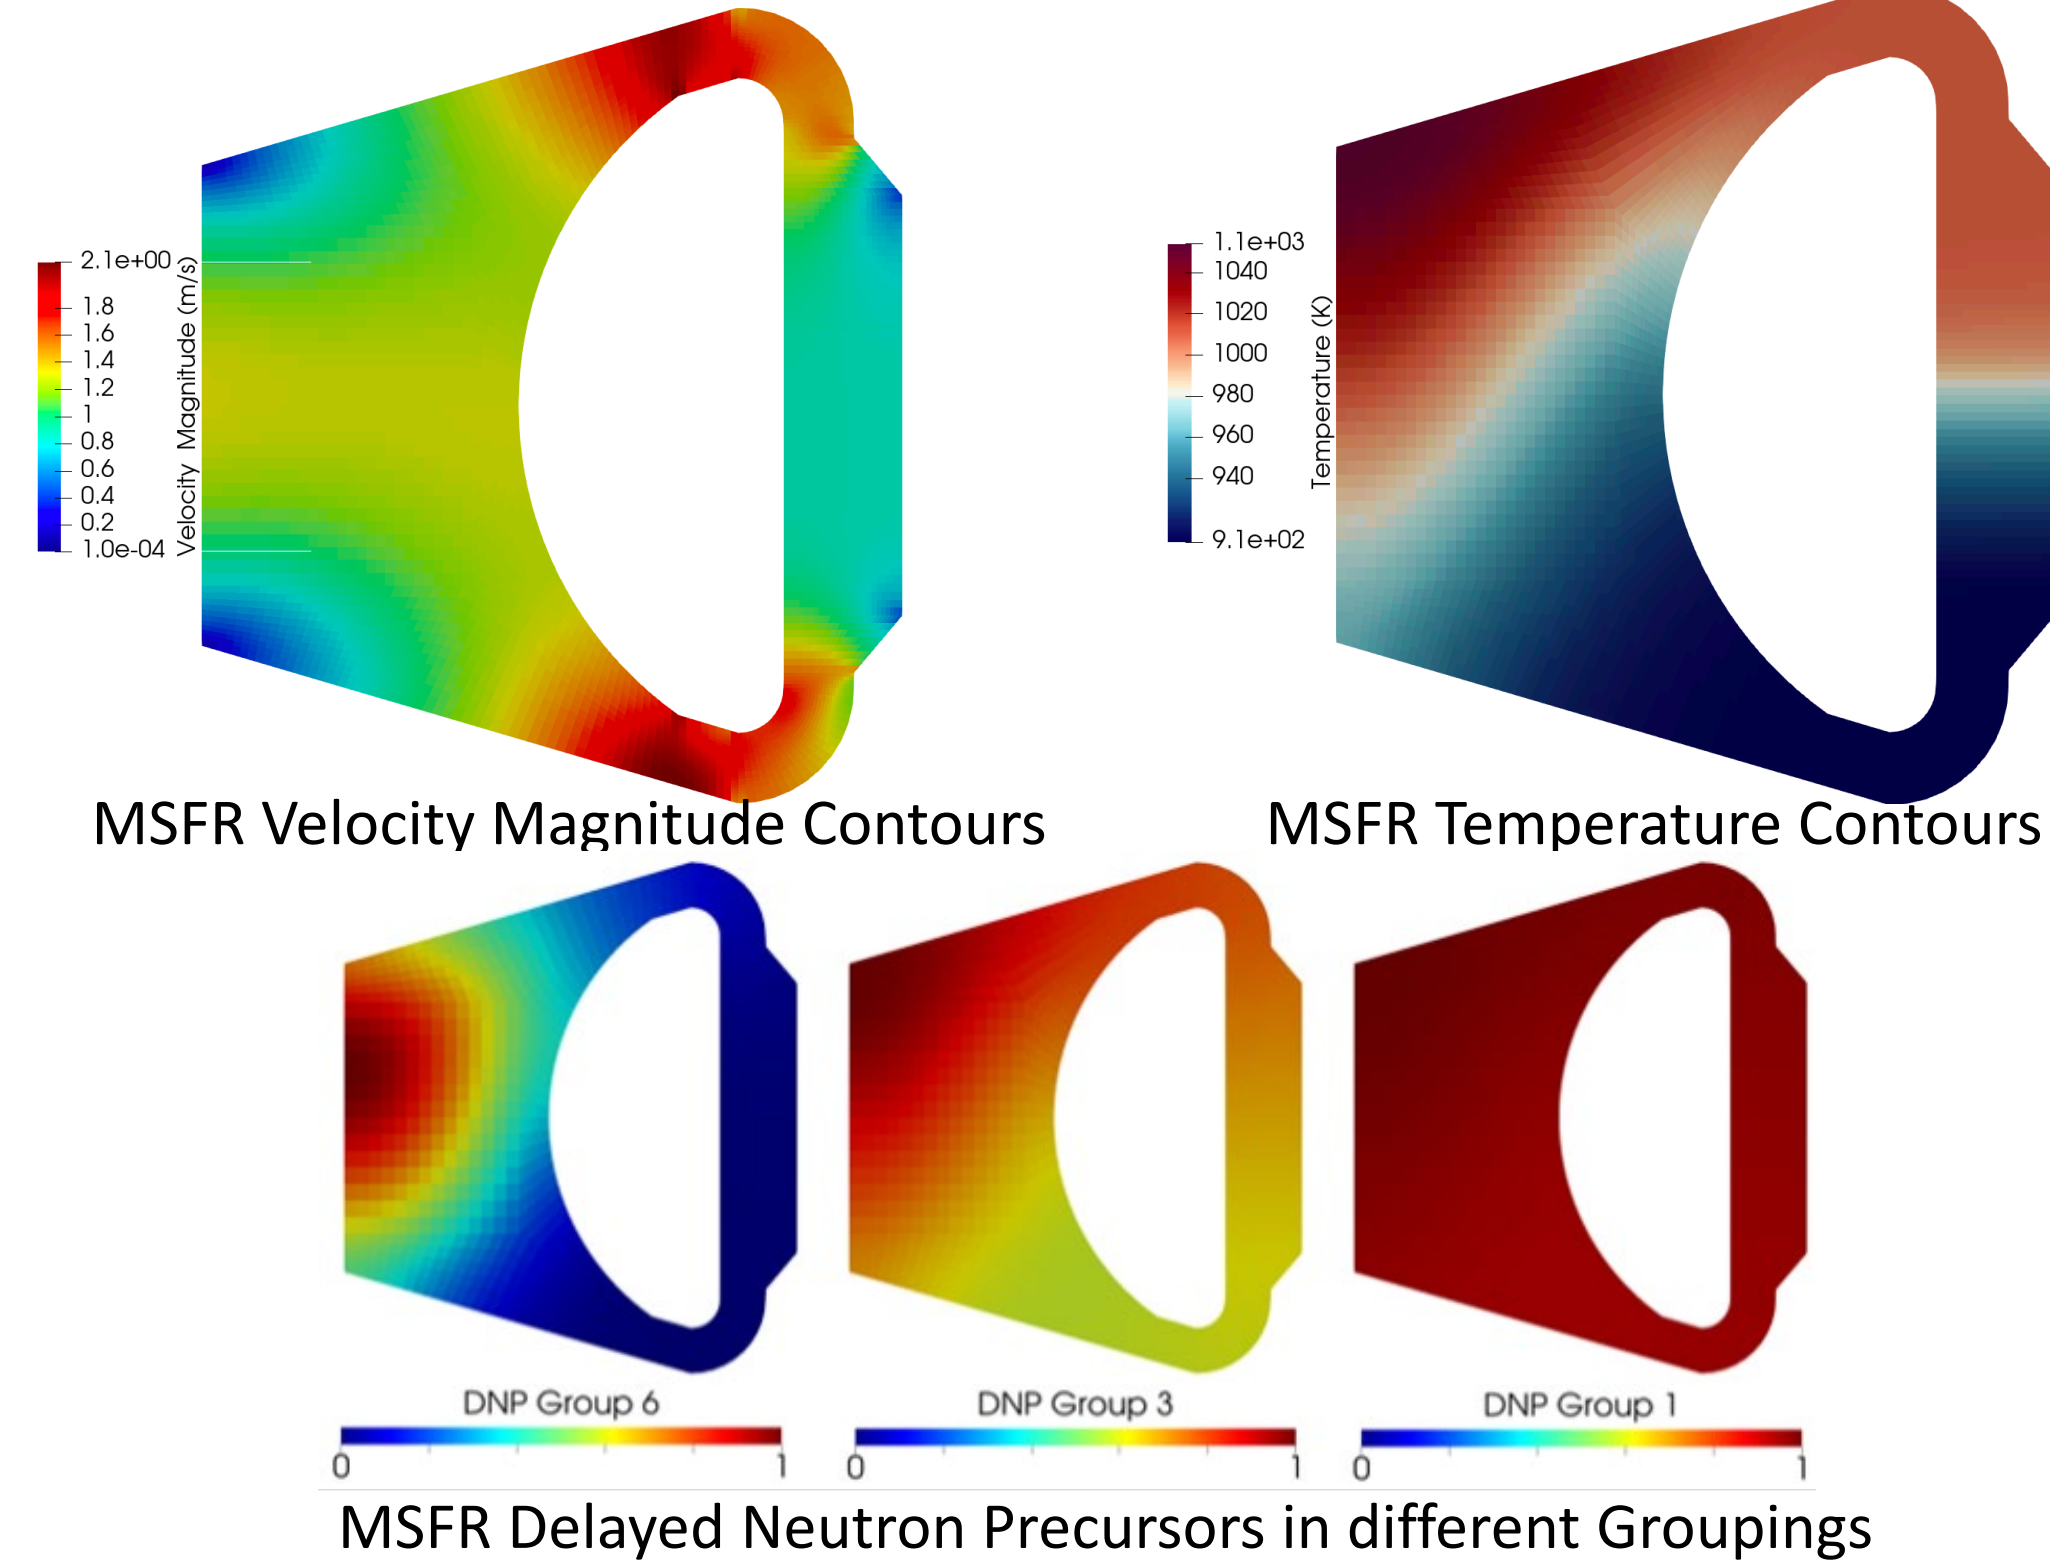 2.1e+00
1.8
1.6
1.4
1.2
1
0.8
0.6
0.4
0.2
1.0e-04
Velocity Magnitude (m/s)
1.1e+03
1040
1020
1000
980
960
940
9.1e+02
Temperature (K)
MSFR Velocity Magnitude Contours
MSFR Temperature Contours
DNP Group 6
0 1
DNP Group 3
0 1
DNP Group 1
0 1
MSFR Delayed Neutron Precursors in different Groupings